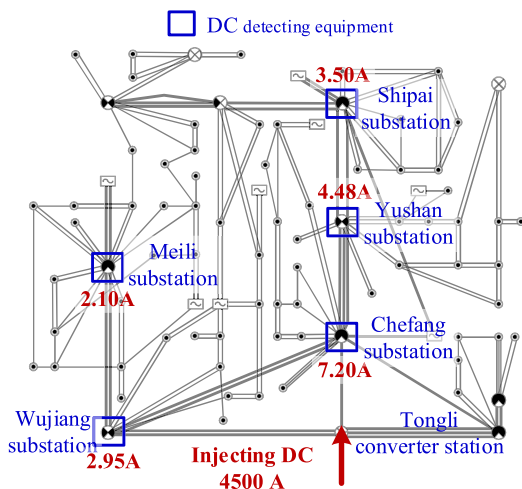 DC detecting equipment
3.50A
Shipai
substation
4.48A
Yushan
substation
Meili
substation
2.10A
Chefang
substation
7.20A
Wujiang
substation
2.95A
Tongli
converter station
Injecting DC
4500 A